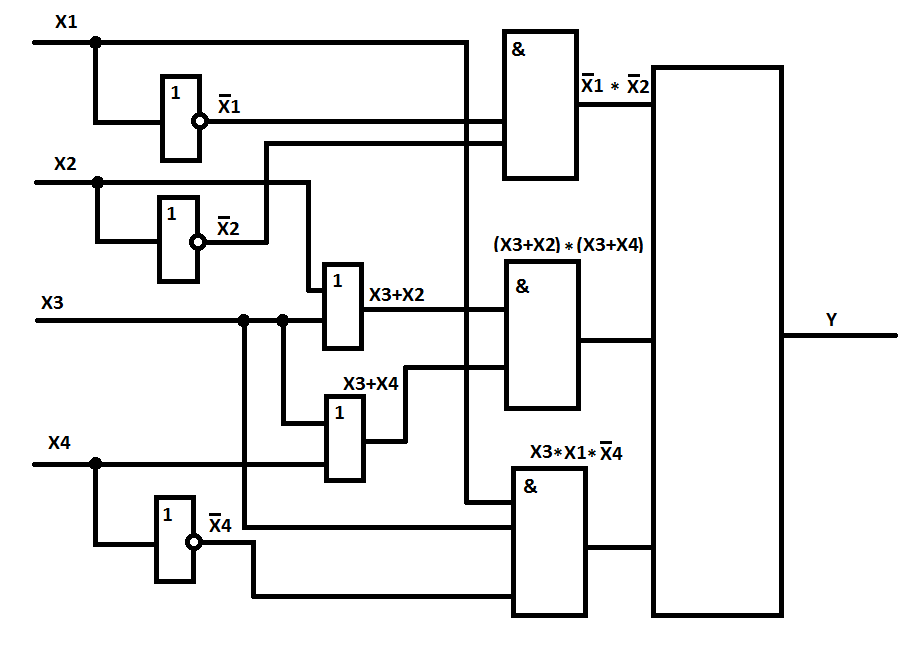 X1
&
1
X̅1
X̅1 * X̅2
X2
1
X̅2
(X3+X2) * (X3+X4)
1
&
X3+X2
X3
Y
X3+X4
1
X4
X3*X1*X̅4
&
1
X̅4